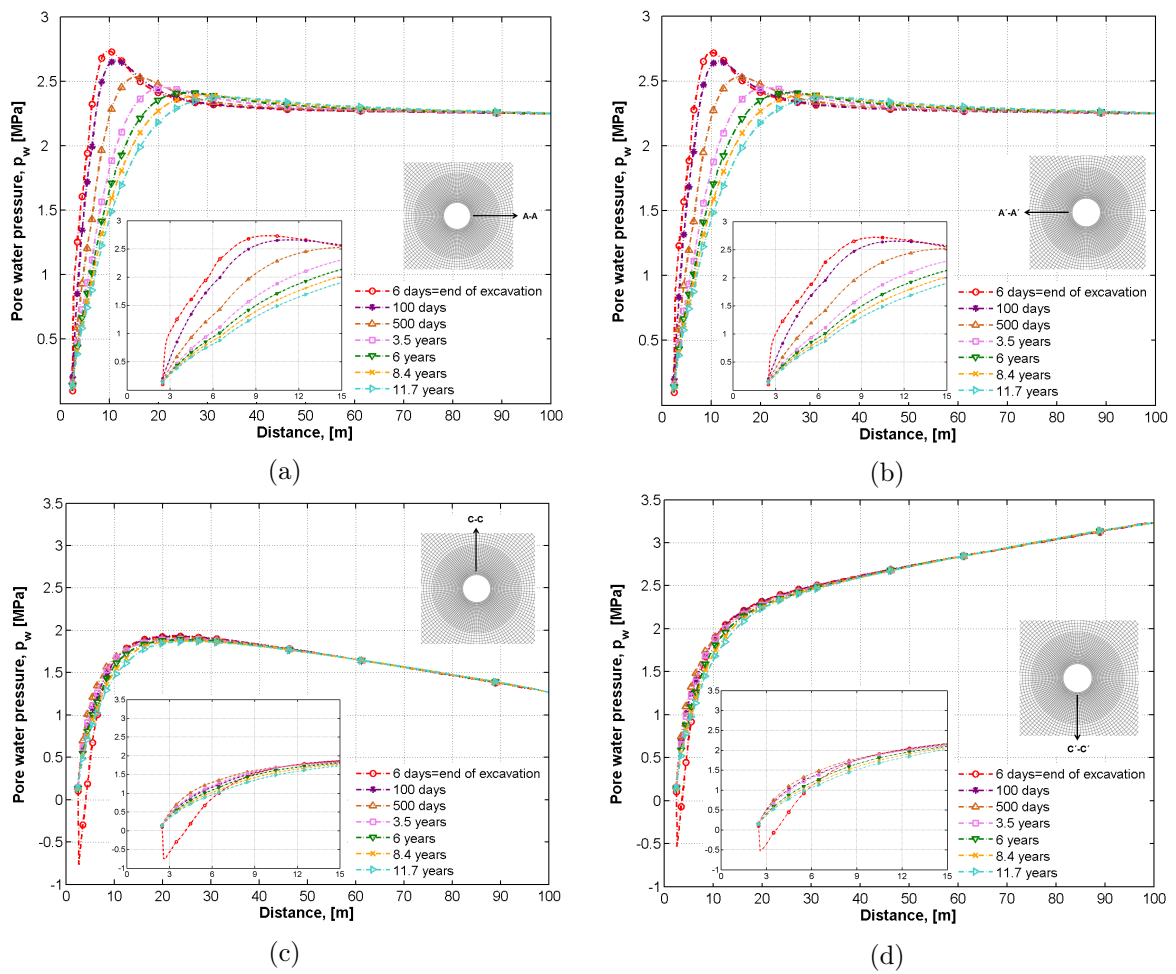 3
2.5
2
1.5
1
0.5
0 10 20 30 40 50 60 70 80 90 100
Pore water pressure, p_w [MPa]
Distance, [m]
A-A
3
2.5
2
1.5
1
0.5
0 3 6 9 12 15
6 days=end of excavation
100 days
500 days
3.5 years
6 years
8.4 years
11.7 years
(a)
3
2.5
2
1.5
1
0.5
0 10 20 30 40 50 60 70 80 90 100
Pore water pressure, p_w [MPa]
Distance, [m]
A´-A´
3
2.5
2
1.5
1
0.5
0 3 6 9 12 15
6 days=end of excavation
100 days
500 days
3.5 years
6 years
8.4 years
11.7 years
(b)
3.5
3
2.5
2
1.5
1
0.5
0
-0.5
-1
0 10 20 30 40 50 60 70 80 90 100
Pore water pressure, p_w [MPa]
Distance, [m]
C-C
3.5
3
2.5
2
1.5
1
0.5
0
-0.5
-1
0 3 6 9 12 15
6 days=end of excavation
100 days
500 days
3.5 years
6 years
8.4 years
11.7 years
(c)
3.5
3
2.5
2
1.5
1
0.5
0
-0.5
-1
0 10 20 30 40 50 60 70 80 90 100
Pore water pressure, p_w [MPa]
Distance, [m]
C´-C´
3.5
3
2.5
2
1.5
1
0.5
0
-0.5
-1
0 3 6 9 12 15
6 days=end of excavation
100 days
500 days
3.5 years
6 years
8.4 years
11.7 years
(d)